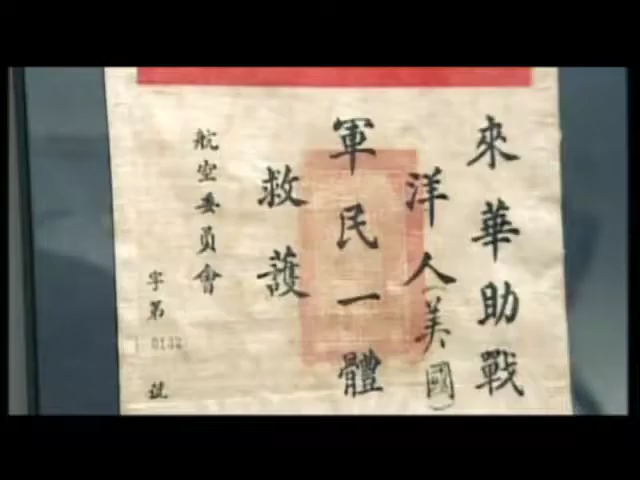 來華助戰
洋人(美國)
軍民一體
救護
航空委員會
字第
號